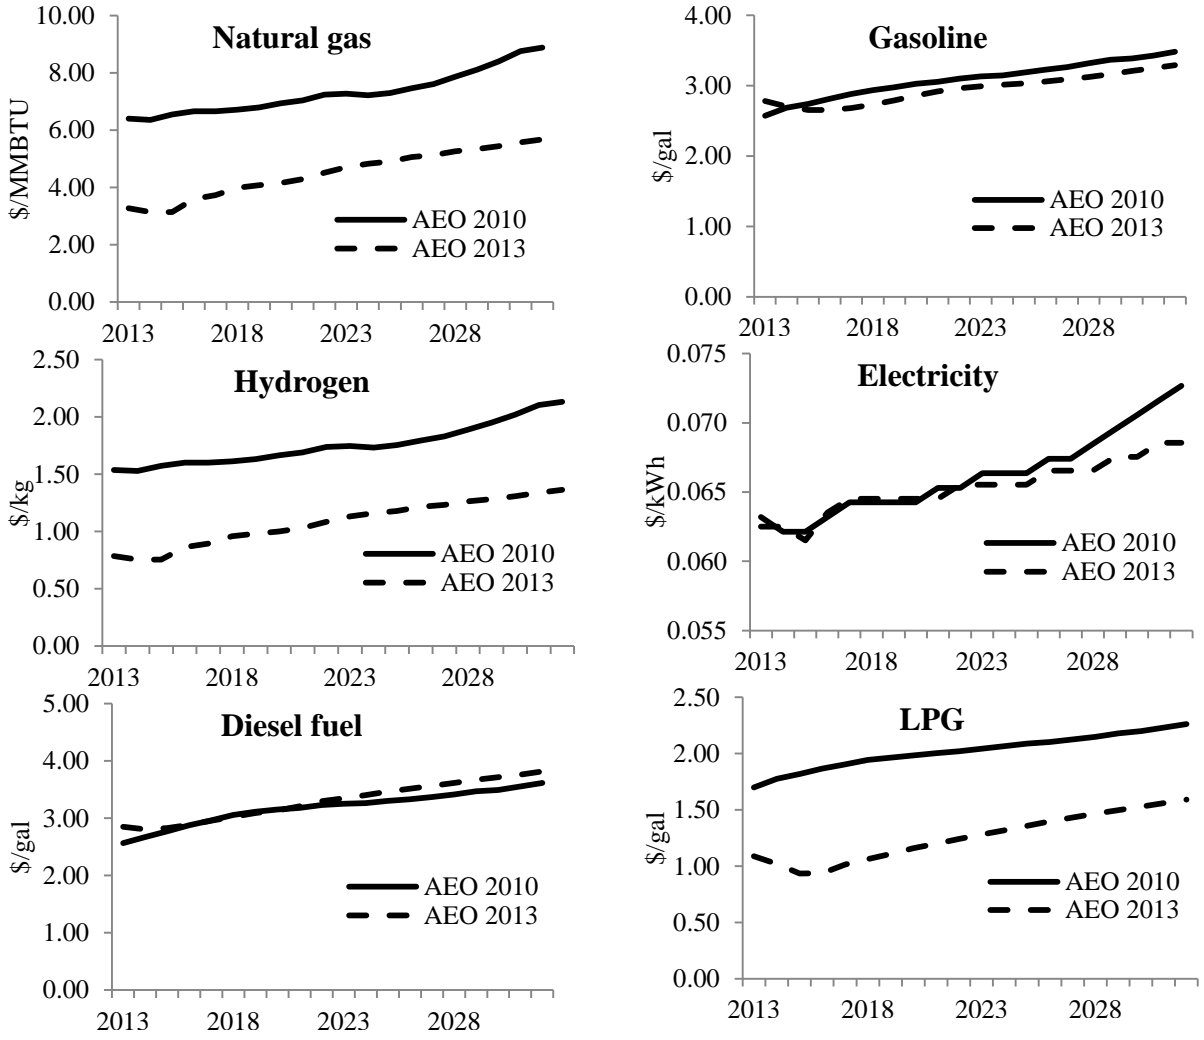 Natural gas
$/MMBTU
10.00
8.00
6.00
4.00
2.00
0.00
AEO 2010
AEO 2013
2013 2018 2023 2028
Gasoline
$/gal
4.00
3.00
2.00
1.00
0.00
AEO 2010
AEO 2013
2013 2018 2023 2028
Hydrogen
$/kg
2.50
2.00
1.50
1.00
0.50
0.00
AEO 2010
AEO 2013
2013 2018 2023 2028
Electricity
$/kWh
0.075
0.070
0.065
0.060
0.055
AEO 2010
AEO 2013
2013 2018 2023 2028
Diesel fuel
$/gal
5.00
4.00
3.00
2.00
1.00
0.00
AEO 2010
AEO 2013
2013 2018 2023 2028
LPG
$/gal
2.50
2.00
1.50
1.00
0.50
0.00
AEO 2010
AEO 2013
2013 2018 2023 2028